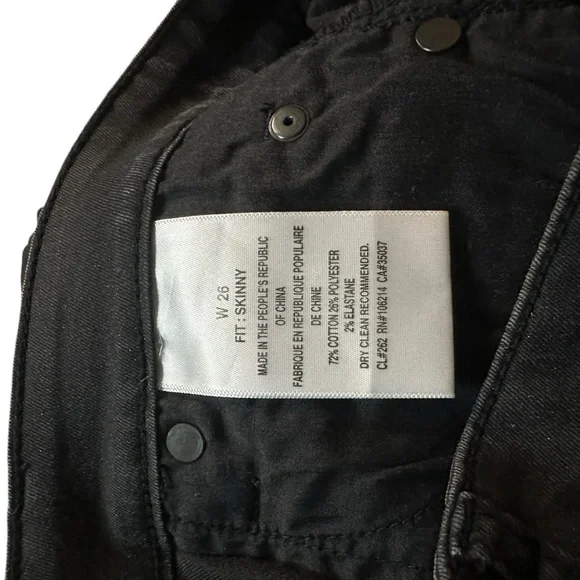 W 26
FIT : SKINNY
MADE IN THE PEOPLE'S REPUBLIC
OF CHINA
FABRIQUE EN REPUBLIQUE POPULAIRE
DE CHINE
72% COTTON 26% POLYESTER
2% ELASTANE
DRY CLEAN RECOMMENDED.
CL#262 RN#106214 CA#35037